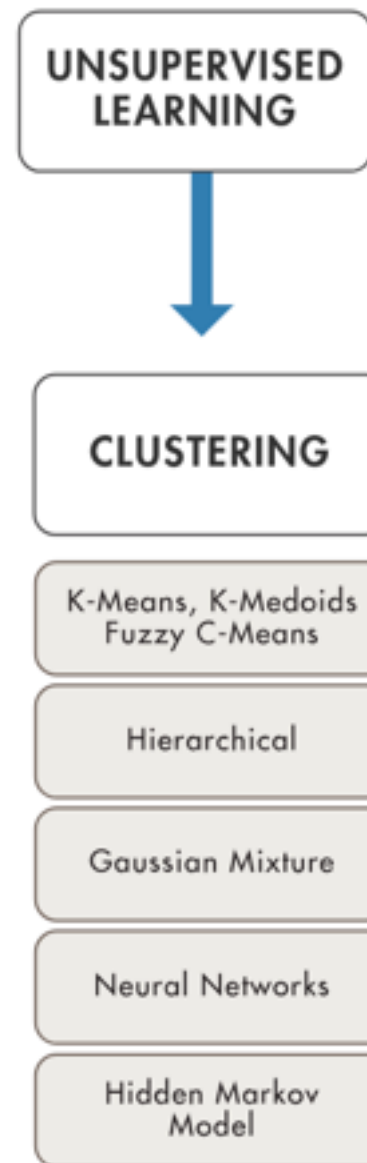 UNSUPERVISED
LEARNING
CLUSTERING
K-Means, K-Medoids
Fuzzy C-Means
Hierarchical
Gaussian Mixture
Neural Networks
Hidden Markov
Model